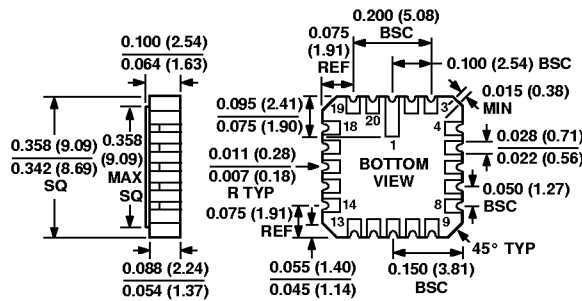 0.100 (2.54)
0.064 (1.63)
0.358 (9.09)
0.342 (8.69)
SQ
0.358
(9.09)
MAX
SQ
0.088 (2.24)
0.054 (1.37)
0.075
(1.91)
REF
0.200 (5.08)
BSC
0.100 (2.54) BSC
0.015 (0.38)
MIN
0.095 (2.41)
0.075 (1.90)
19
20
3
18
4
1
0.028 (0.71)
0.022 (0.56)
0.011 (0.28)
0.007 (0.18)
R TYP
BOTTOM
VIEW
0.050 (1.27)
BSC
0.075 (1.91)
REF
14
8
13
9
45° TYP
0.055 (1.40)
0.045 (1.14)
0.150 (3.81)
BSC